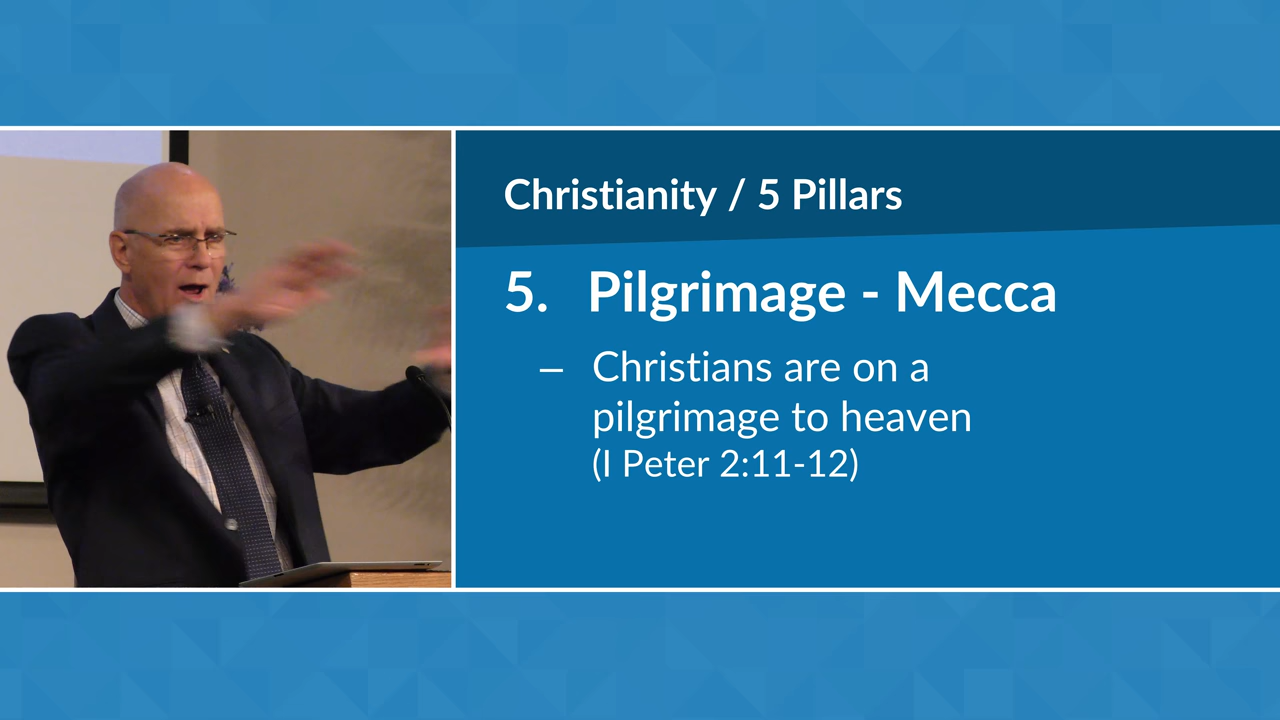 Christianity / 5 Pillars
5. Pilgrimage - Mecca
– Christians are on a
pilgrimage to heaven
(I Peter 2:11-12)